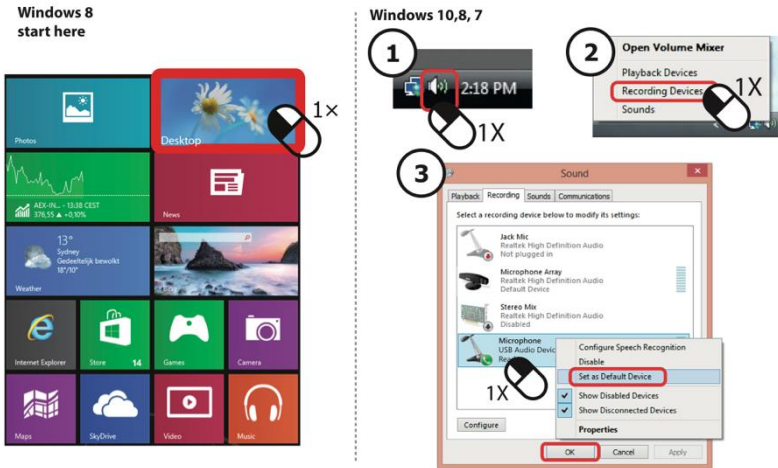 Windows 8
start here
Photos
Desktop
1×
AEX-IN... - 13:38 CEST
376,55 ▲ +0,10%
News
13°
Sydney
Gedeeltelijk bewolkt
18°/10°
Weather
Internet Explorer
Store 14
Games
Camera
Maps
SkyDrive
Video
Music
Windows 10,8, 7
1
2:18 PM
1X
2
Open Volume Mixer
Playback Devices
Recording Devices
Sounds
1X
3
Sound
Playback Recording Sounds Communications
Select a recording device below to modify its settings:
Jack Mic
Realtek High Definition Audio
Not plugged in
Microphone Array
Realtek High Definition Audio
Default Device
Stereo Mix
Realtek High Definition Audio
Disabled
Microphone
USB Audio Devic
Configure Speech Recognition
Disable
Set as Default Device
Show Disabled Devices
Show Disconnected Devices
Properties
1X
Configure
OK Cancel Apply